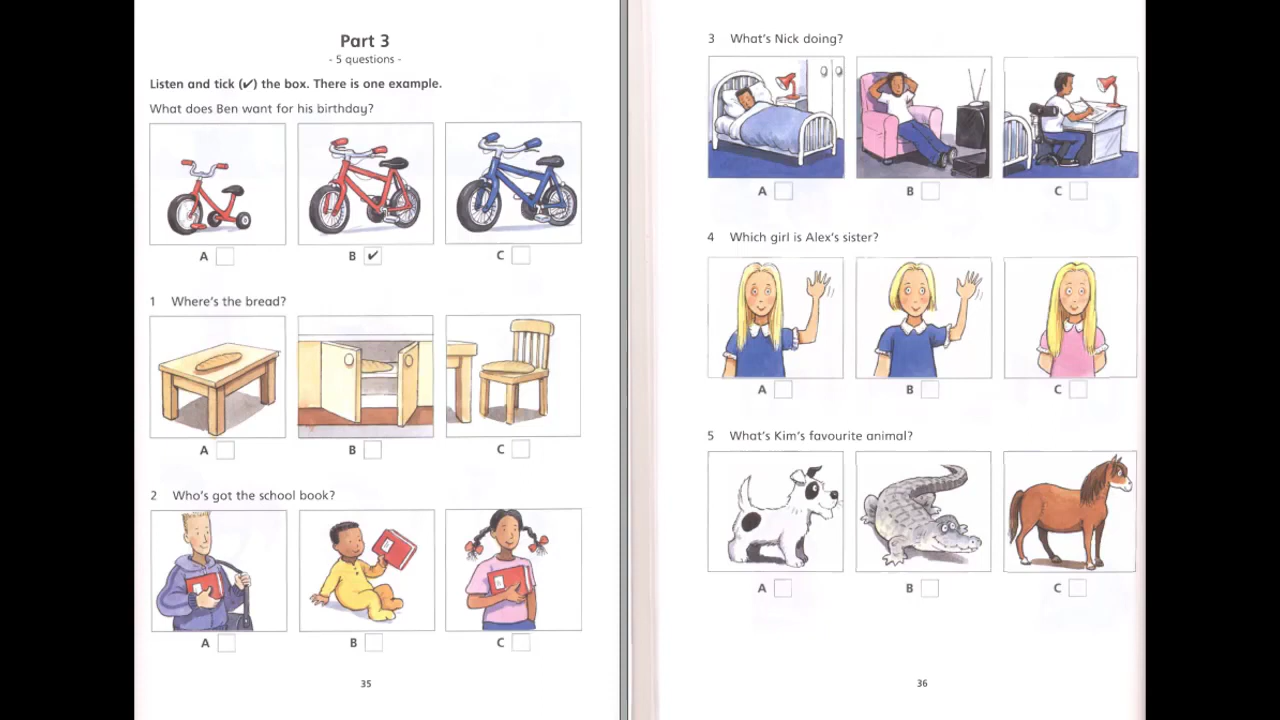 Part 3
- 5 questions -
Listen and tick (✔) the box. There is one example.
What does Ben want for his birthday?
A
B ✔
C
1 Where's the bread?
A
B
C
2 Who's got the school book?
A
B
C
35
3 What's Nick doing?
A
B
C
4 Which girl is Alex's sister?
A
B
C
5 What's Kim's favourite animal?
A
B
C
36